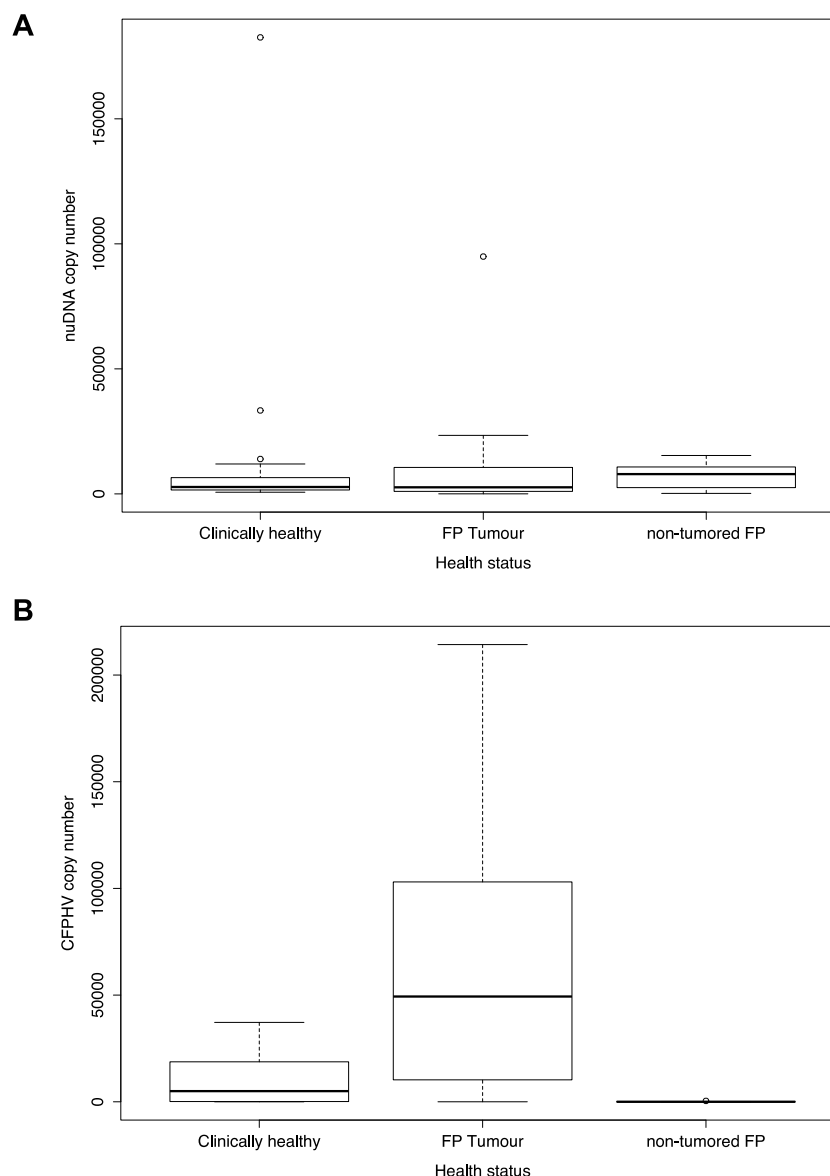 A
nuDNA copy number
150000
100000
50000
0
Clinically healthy FP Tumour non-tumored FP
Health status
B
CFPHV copy number
200000
150000
100000
50000
0
Clinically healthy FP Tumour non-tumored FP
Health status